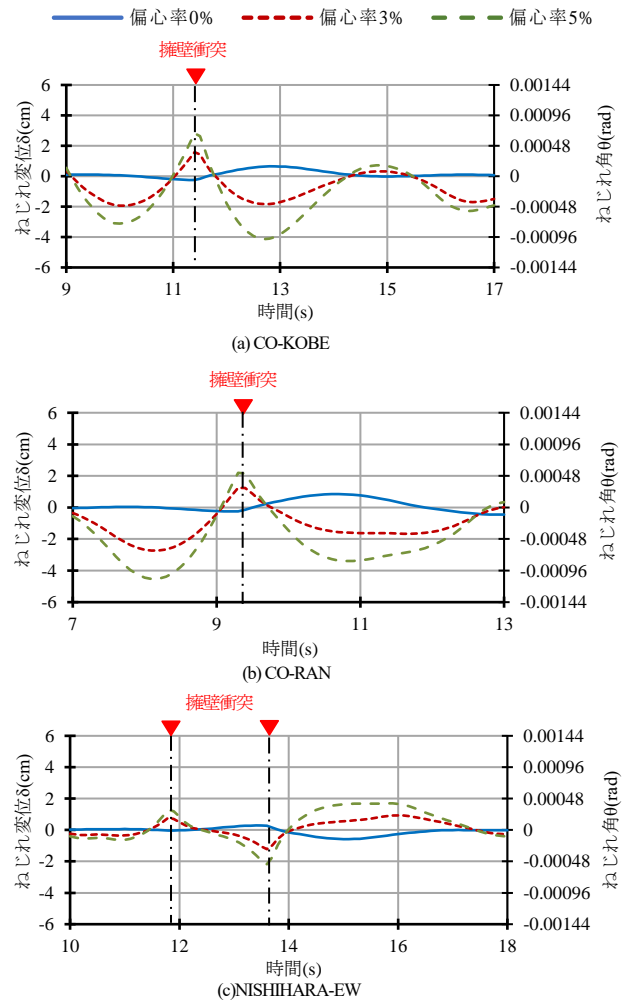 偏心率0% 偏心率3% 偏心率5%
擁壁衝突
6
4
2
0
-2
-4
-6
ねじれ変位δ(cm)
0.00144
0.00096
0.00048
0
-0.00048
-0.00096
-0.00144
ねじれ角θ(rad)
9 11 13 15 17
時間(s)
(a) CO-KOBE
擁壁衝突
6
4
2
0
-2
-4
-6
ねじれ変位δ(cm)
0.00144
0.00096
0.00048
0
-0.00048
-0.00096
-0.00144
ねじれ角θ(rad)
7 9 11 13
時間(s)
(b) CO-RAN
擁壁衝突
6
4
2
0
-2
-4
-6
ねじれ変位δ(cm)
0.00144
0.00096
0.00048
0
-0.00048
-0.00096
-0.00144
ねじれ角θ(rad)
10 12 14 16 18
時間(s)
(c)NISHIHARA-EW